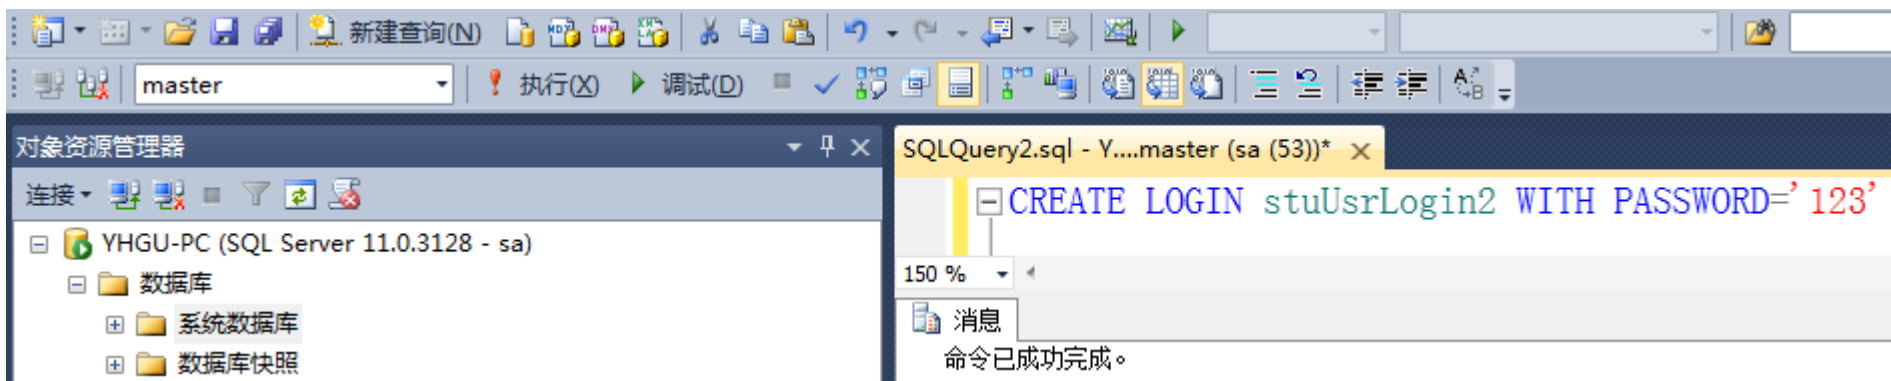 新建查询(N)
master
执行(X)
调试(D)
对象资源管理器
SQLQuery2.sql - Y....master (sa (53))*
连接
CREATE LOGIN stuUsrLogin2 WITH PASSWORD='123'
YHGU-PC (SQL Server 11.0.3128 - sa)
数据库
150 %
系统数据库
消息
数据库快照
命令已成功完成。